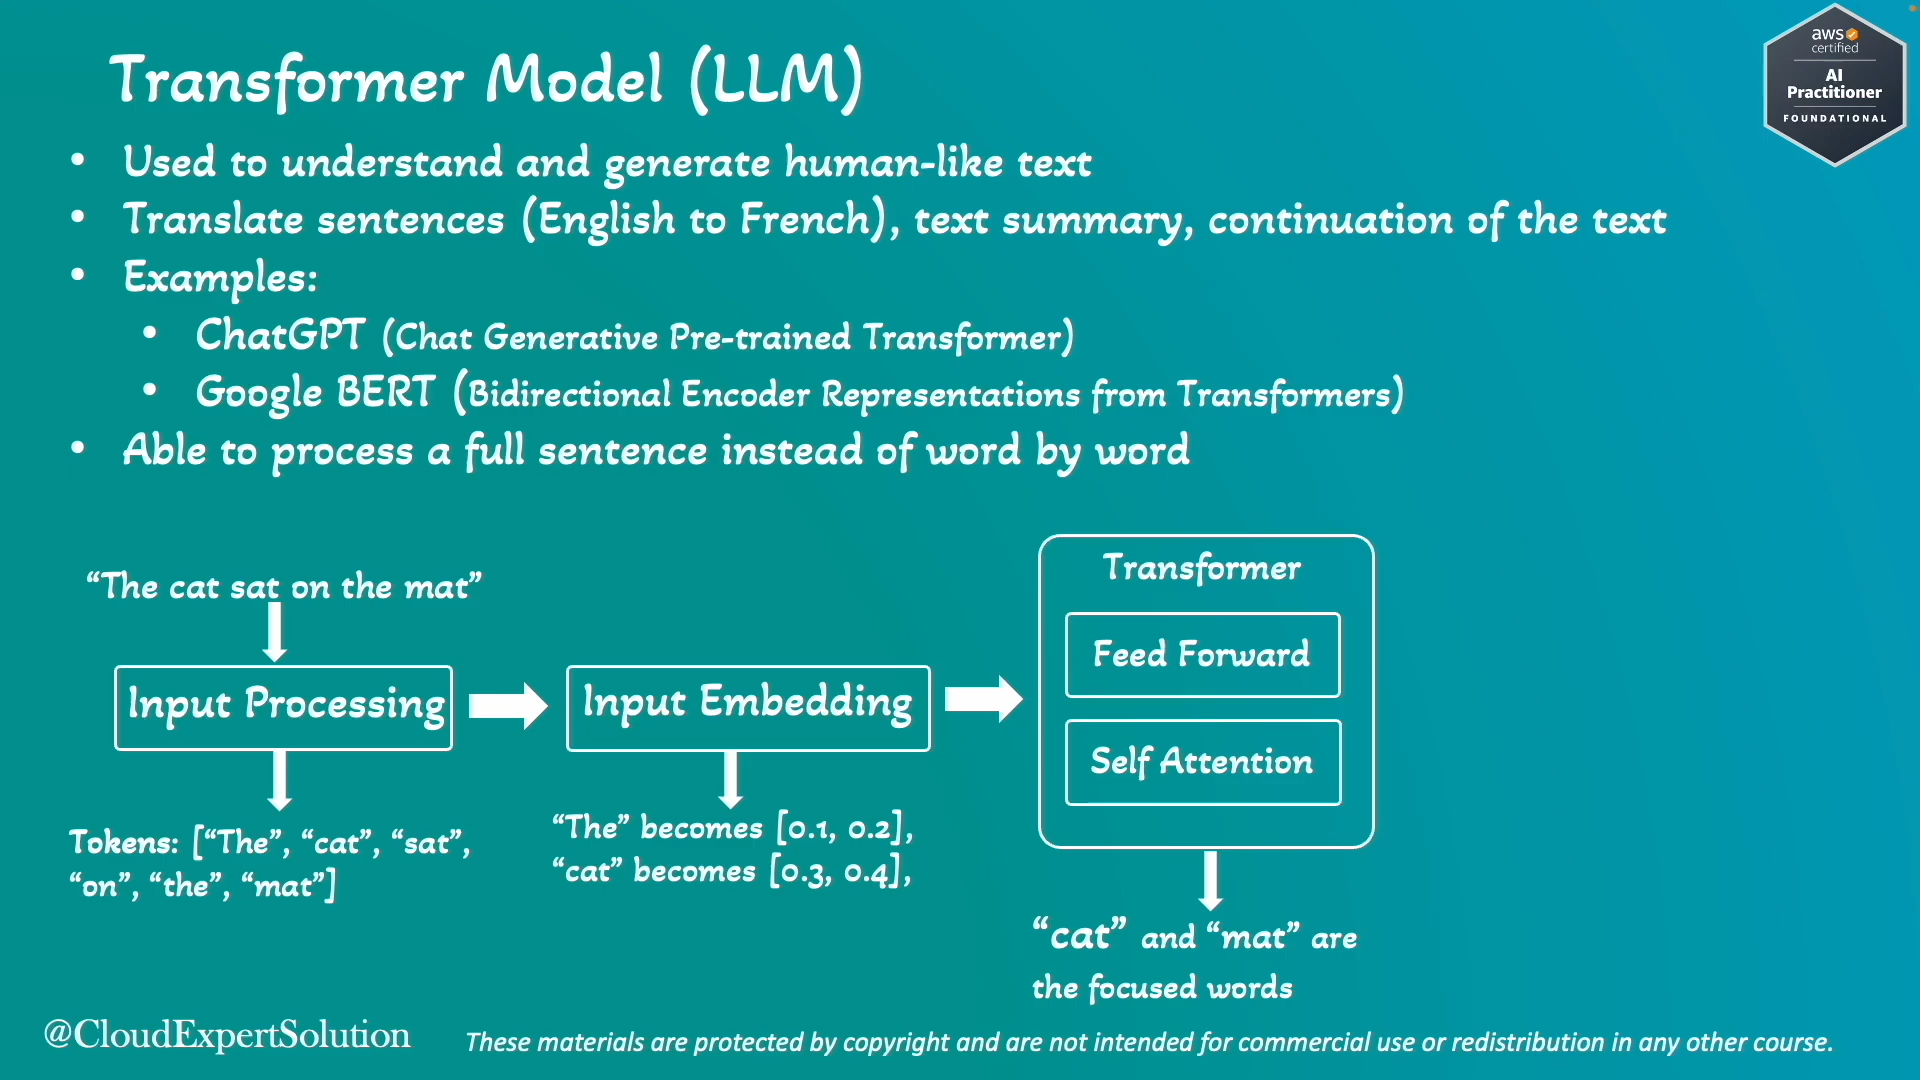 Transformer Model (LLM)
aws
certified
AI
Practitioner
FOUNDATIONAL
• Used to understand and generate human-like text
• Translate sentences (English to French), text summary, continuation of the text
• Examples:
• ChatGPT (Chat Generative Pre-trained Transformer)
• Google BERT (Bidirectional Encoder Representations from Transformers)
• Able to process a full sentence instead of word by word
“The cat sat on the mat”
Input Processing
Tokens: [“The”, “cat”, “sat”,
“on”, “the”, “mat”]
Input Embedding
“The” becomes [0.1, 0.2],
“cat” becomes [0.3, 0.4],
Transformer
Feed Forward
Self Attention
“cat” and “mat” are
the focused words
@CloudExpertSolution
These materials are protected by copyright and are not intended for commercial use or redistribution in any other course.